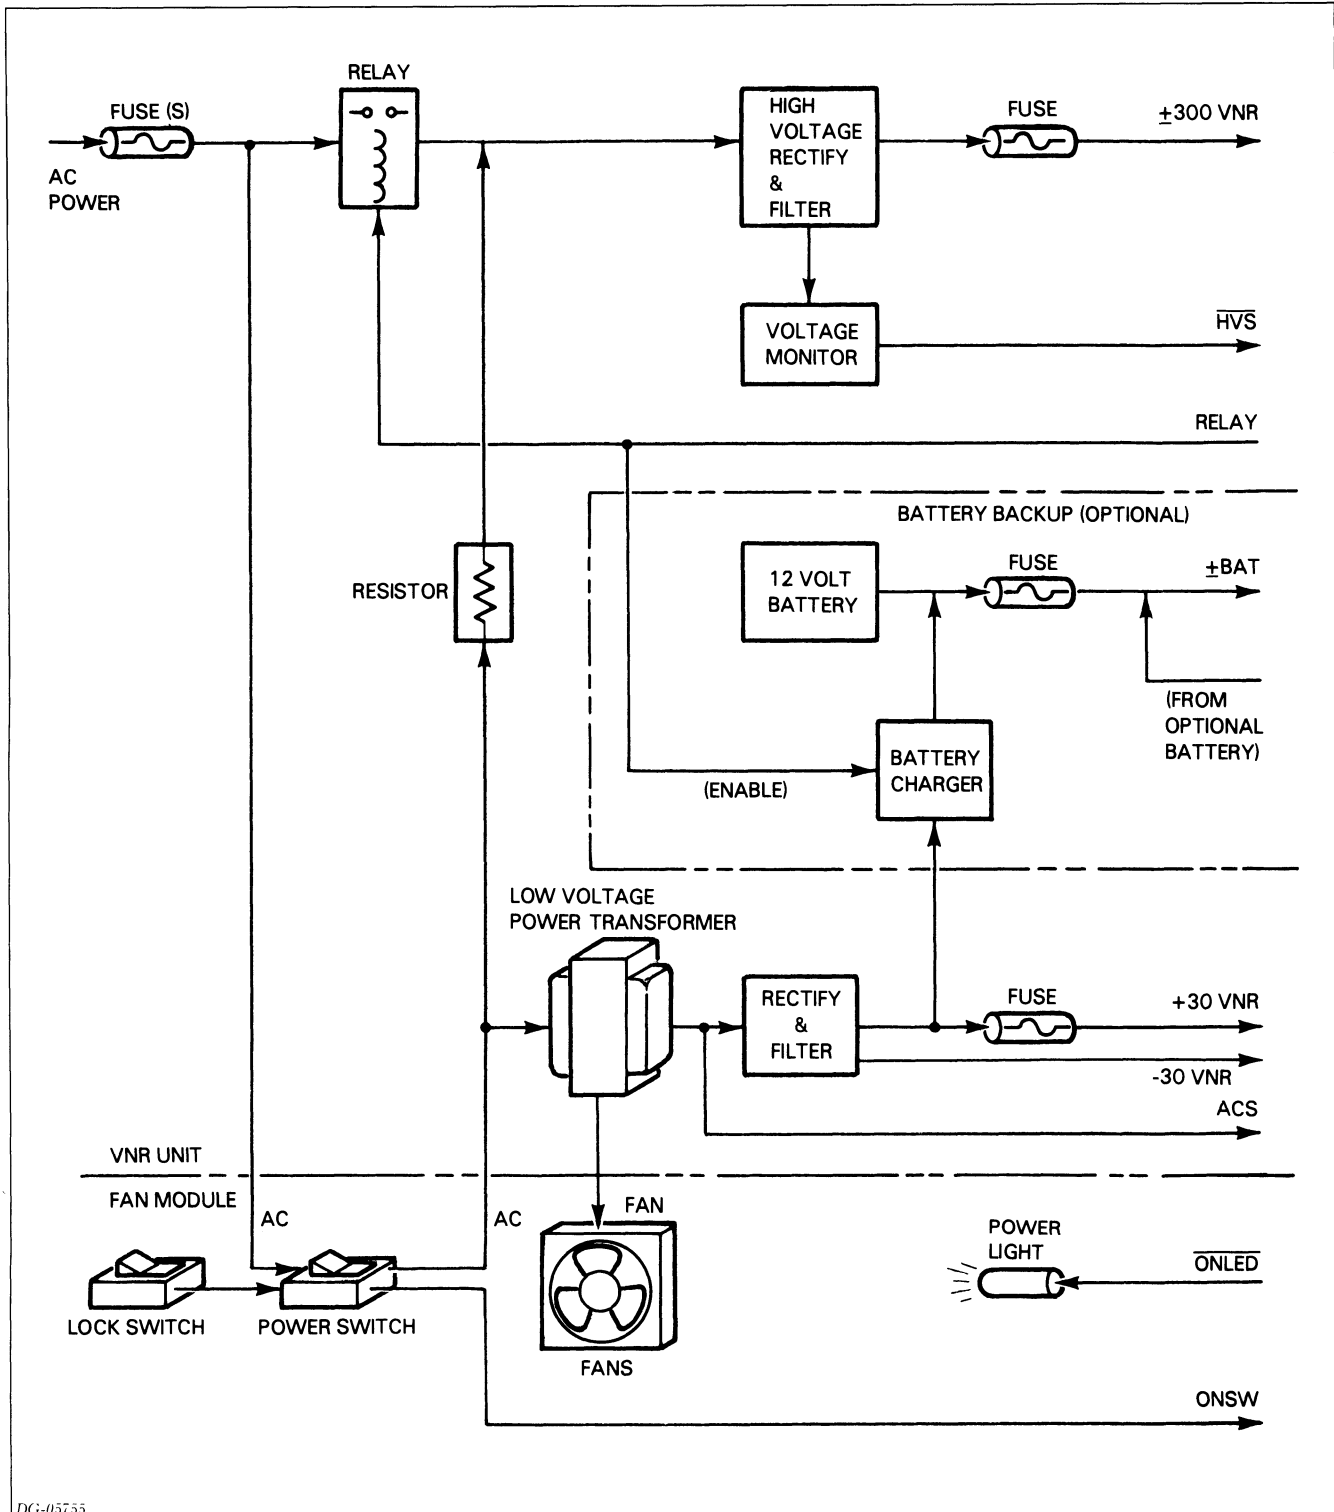 RELAY
FUSE (S)
AC
POWER
HIGH
VOLTAGE
RECTIFY
&
FILTER
FUSE
±300 VNR
VOLTAGE
MONITOR
HVS
RELAY
BATTERY BACKUP (OPTIONAL)
RESISTOR
12 VOLT
BATTERY
FUSE
±BAT
(FROM
OPTIONAL
BATTERY)
BATTERY
CHARGER
(ENABLE)
LOW VOLTAGE
POWER TRANSFORMER
RECTIFY
&
FILTER
FUSE
+30 VNR
-30 VNR
ACS
VNR UNIT
FAN MODULE
AC
AC
FAN
POWER
LIGHT
ONLED
LOCK SWITCH
POWER SWITCH
FANS
ONSW
DG-05755